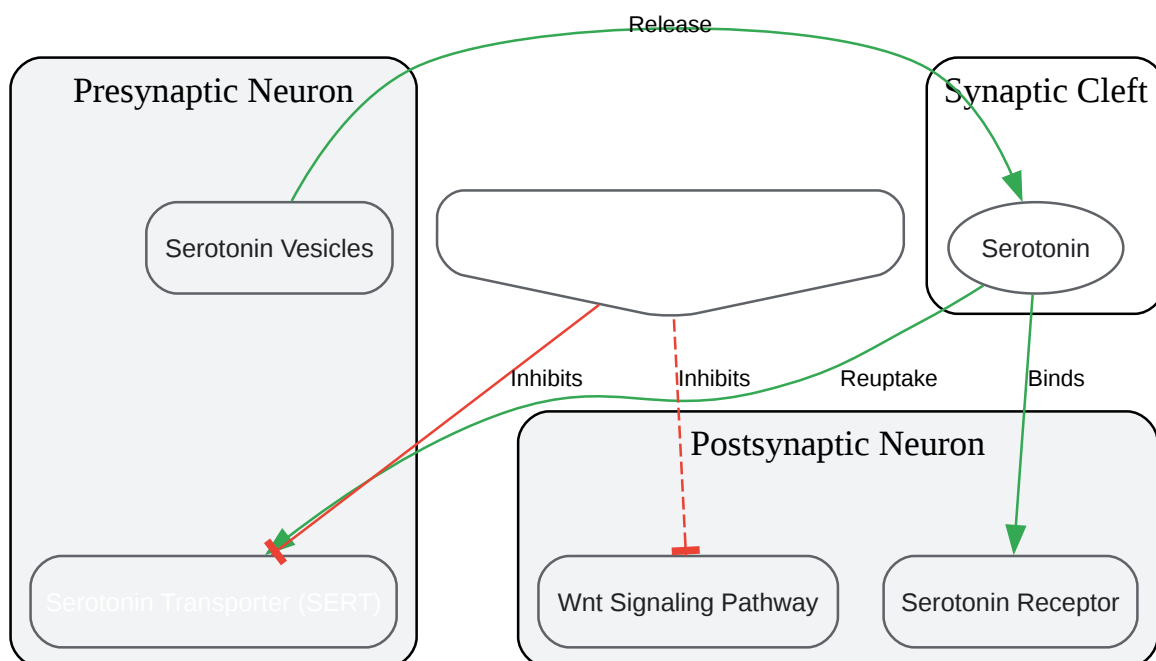 Release
Presynaptic Neuron
Synaptic Cleft
Serotonin Vesicles
Serotonin
Inhibits
Inhibits
Reuptake
Binds
Postsynaptic Neuron
Serotonin Transporter (SERT)
Wnt Signaling Pathway
Serotonin Receptor